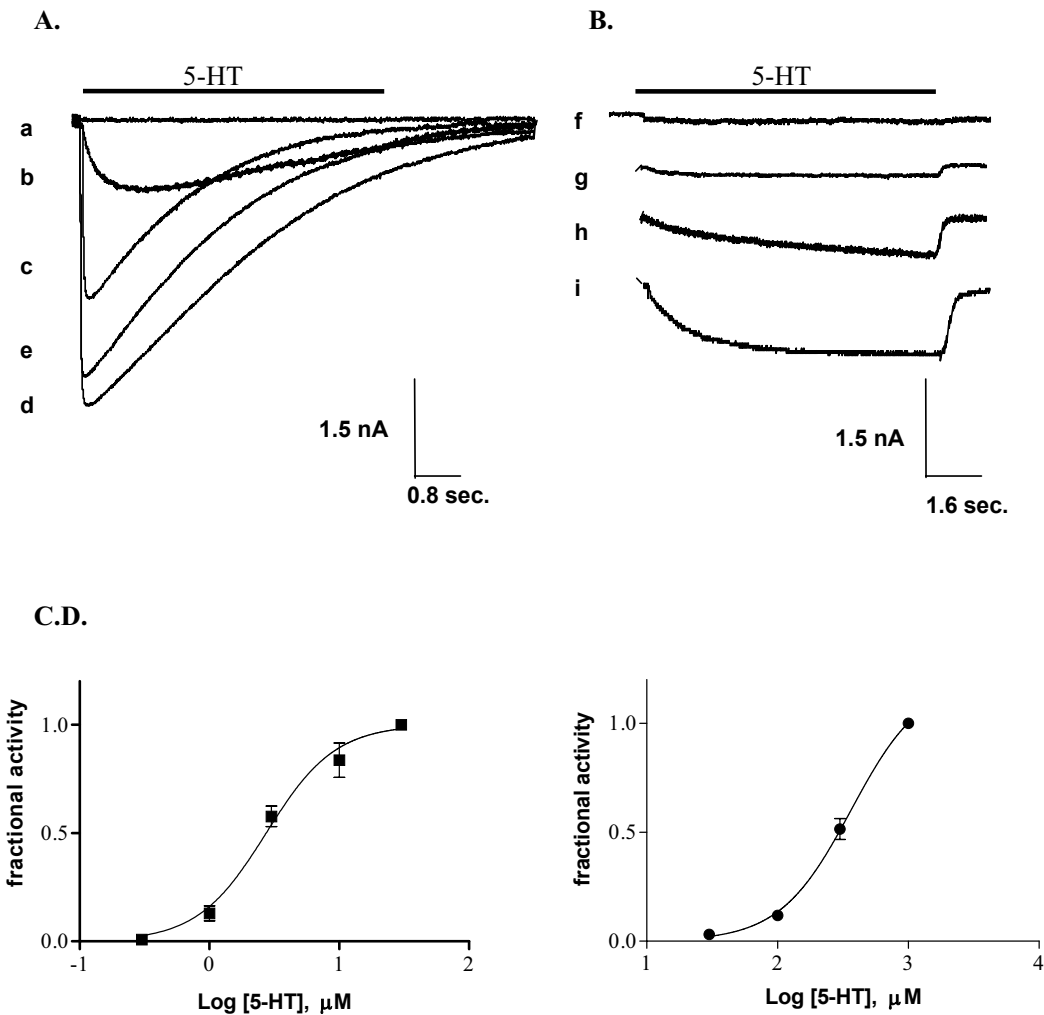 A.
5-HT
a
b
c
e
d
1.5 nA
0.8 sec.
B.
5-HT
f
g
h
i
1.5 nA
1.6 sec.
C.D.
fractional activity
1.0
0.5
0.0
-1
0
1
2
Log [5-HT], μM
fractional activity
1.0
0.5
0.0
1
2
3
4
Log [5-HT], μM